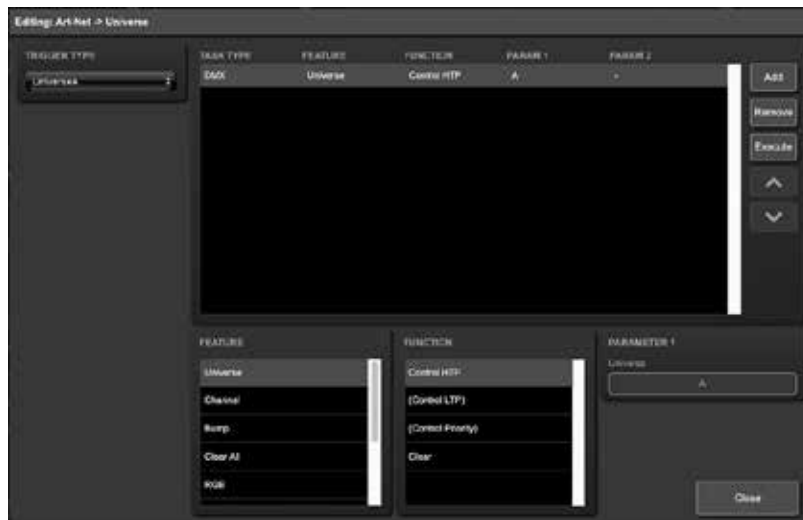 Editing: Art-Net -> Universe
TRIGGER TYPE
Universe
TASK TYPE FEATURE FUNCTION PARAM 1 PARAM 2
DMX Universe Control HTP A -
Add
Remove
Execute
FEATURE
Universe
Channel
Bump
Clear All
RGB
FUNCTION
Control HTP
(Control LTP)
(Control Priority)
Clear
PARAMETER 1
Universe
A
Close